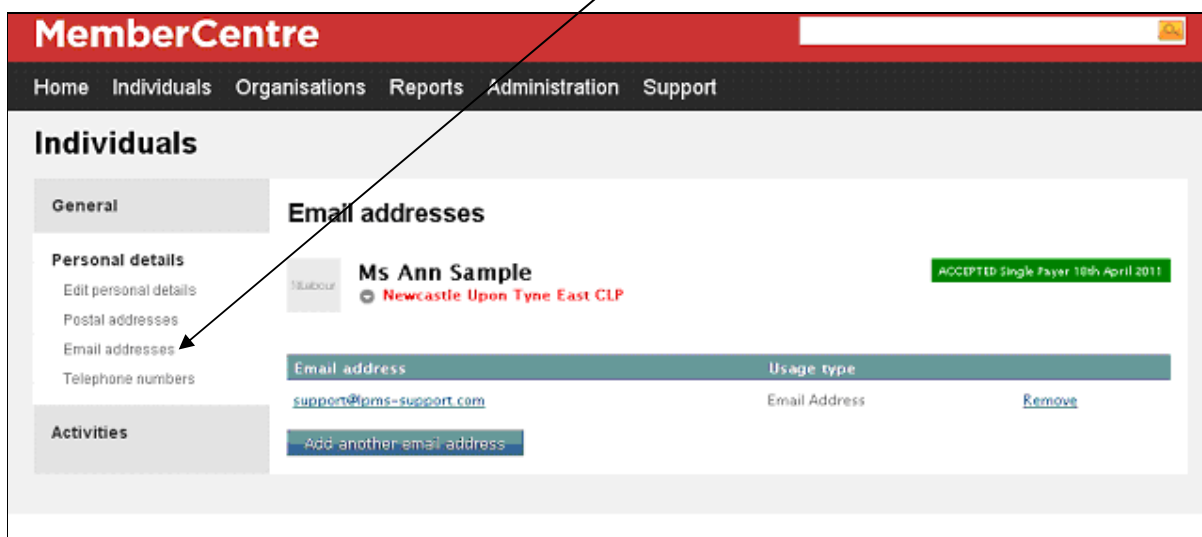 MemberCentre
Home Individuals Organisations Reports Administration Support
Individuals
General
Personal details
Edit personal details
Postal addresses
Email addresses
Telephone numbers
Activities
Email addresses
Ms Ann Sample
Newcastle Upon Tyne East CLP
ACCEPTED Single Payer 18th April 2011
Email address Usage type
support@lpms-support.com Email Address Remove
Add another email address